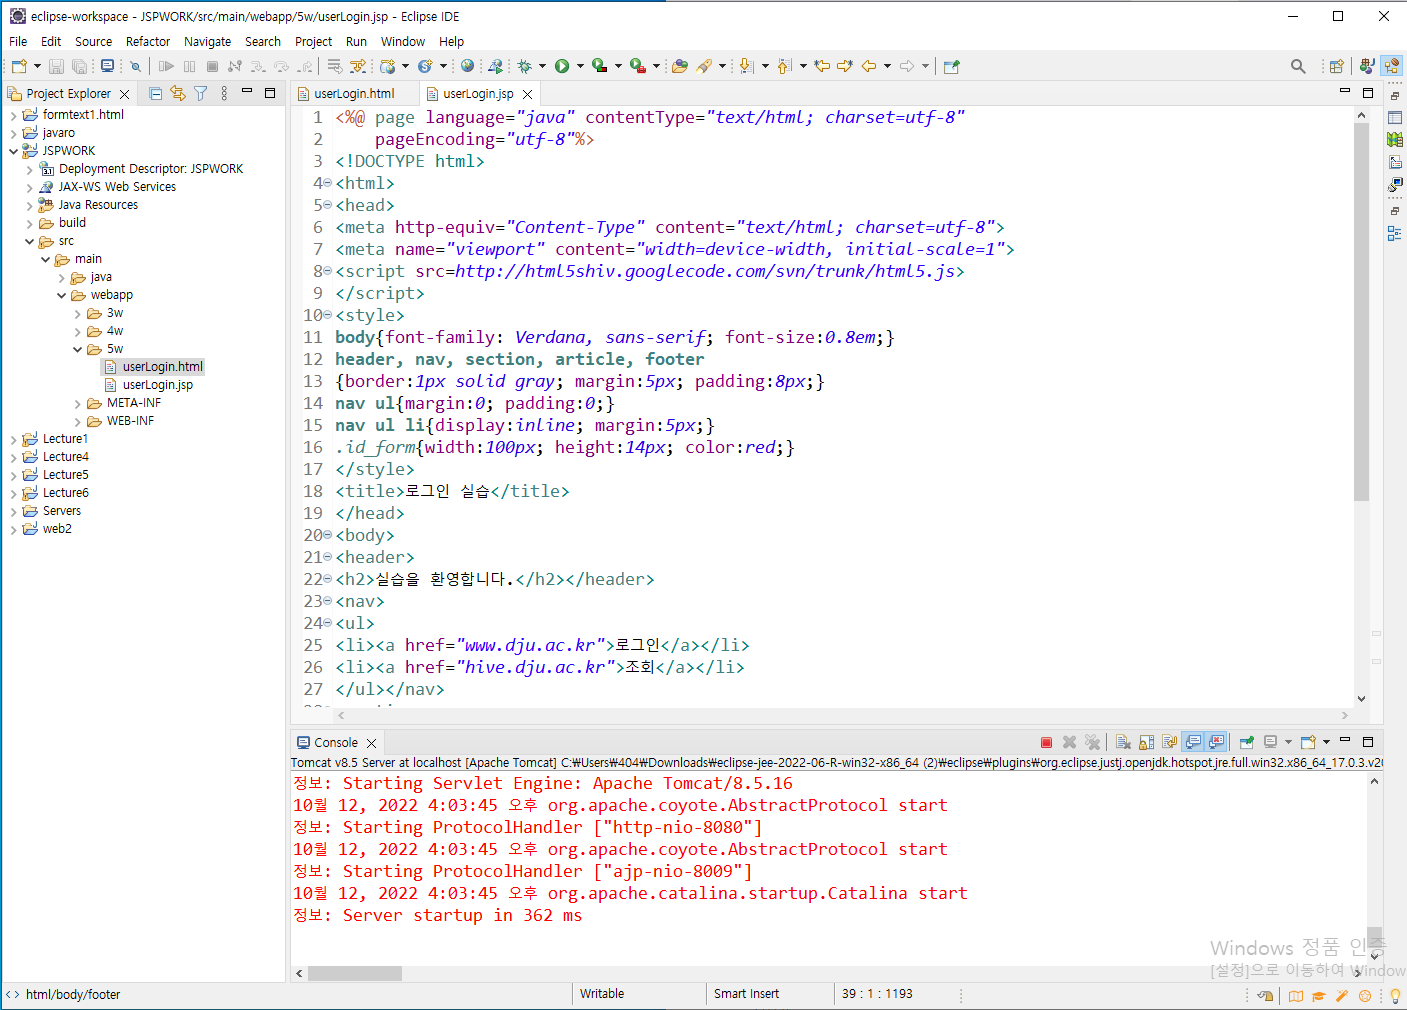 eclipse-workspace - JSPWORK/src/main/webapp/5w/userLogin.jsp - Eclipse IDE
File Edit Source Refactor Navigate Search Project Run Window Help
Project Explorer
formtext1.html
javaro
JSPWORK
Deployment Descriptor: JSPWORK
JAX-WS Web Services
Java Resources
build
src
main
java
webapp
3w
4w
5w
userLogin.html
userLogin.jsp
META-INF
WEB-INF
Lecture1
Lecture4
Lecture5
Lecture6
Servers
web2
userLogin.html userLogin.jsp
1 <%@ page language="java" contentType="text/html; charset=utf-8"
2 pageEncoding="utf-8"%>
3 <!DOCTYPE html>
4 <html>
5 <head>
6 <meta http-equiv="Content-Type" content="text/html; charset=utf-8">
7 <meta name="viewport" content="width=device-width, initial-scale=1">
8 <script src=http://html5shiv.googlecode.com/svn/trunk/html5.js>
9 </script>
10 <style>
11 body{font-family: Verdana, sans-serif; font-size:0.8em;}
12 header, nav, section, article, footer
13 {border:1px solid gray; margin:5px; padding:8px;}
14 nav ul{margin:0; padding:0;}
15 nav ul li{display:inline; margin:5px;}
16 .id_form{width:100px; height:14px; color:red;}
17 </style>
18 <title>로그인 실습</title>
19 </head>
20 <body>
21 <header>
22 <h2>실습을 환영합니다.</h2></header>
23 <nav>
24 <ul>
25 <li><a href="www.dju.ac.kr">로그인</a></li>
26 <li><a href="hive.dju.ac.kr">조회</a></li>
27 </ul></nav>
Console
Tomcat v8.5 Server at localhost [Apache Tomcat] C:₩Users₩404₩Downloads₩eclipse-jee-2022-06-R-win32-x86_64 (2)₩eclipse₩plugins₩org.eclipse.justj.openjdk.hotspot.jre.full.win32.x86_64_17.0.3.v20
정보: Starting Servlet Engine: Apache Tomcat/8.5.16
10월 12, 2022 4:03:45 오후 org.apache.coyote.AbstractProtocol start
정보: Starting ProtocolHandler ["http-nio-8080"]
10월 12, 2022 4:03:45 오후 org.apache.coyote.AbstractProtocol start
정보: Starting ProtocolHandler ["ajp-nio-8009"]
10월 12, 2022 4:03:45 오후 org.apache.catalina.startup.Catalina start
정보: Server startup in 362 ms
Windows 정품 인증
[설정]으로 이동하여 Window
html/body/footer Writable Smart Insert 39 : 1 : 1193